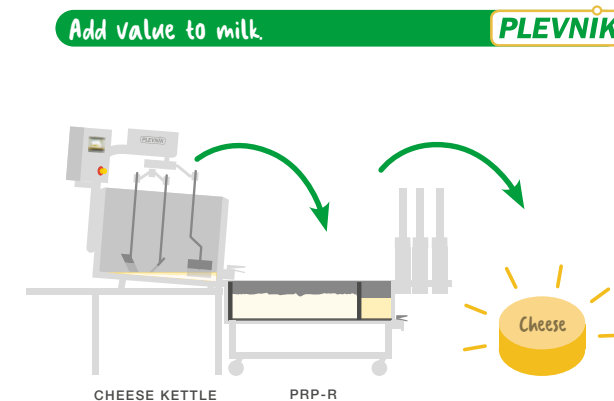 Add value to milk.
PLEVNIK
PLEVNIK
Cheese
CHEESE KETTLE
PRP-R